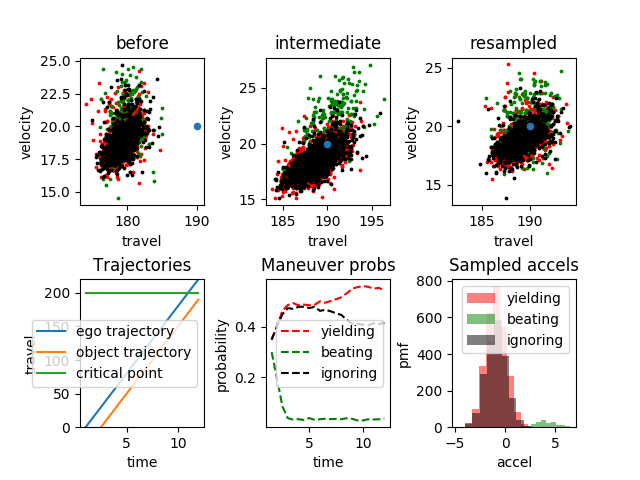 before
intermediate
resampled
25.0
22.5
20.0
17.5
15.0
velocity
180
190
travel
25
20
15
velocity
185
190
195
travel
25
20
15
velocity
185
190
travel
Trajectories
Maneuver probs
Sampled accels
200
150
100
50
0
travel
ego trajectory
object trajectory
critical point
5
10
time
0.4
0.2
probability
yielding
beating
ignoring
5
10
time
800
600
400
200
0
pmf
yielding
beating
ignoring
−5
0
5
accel